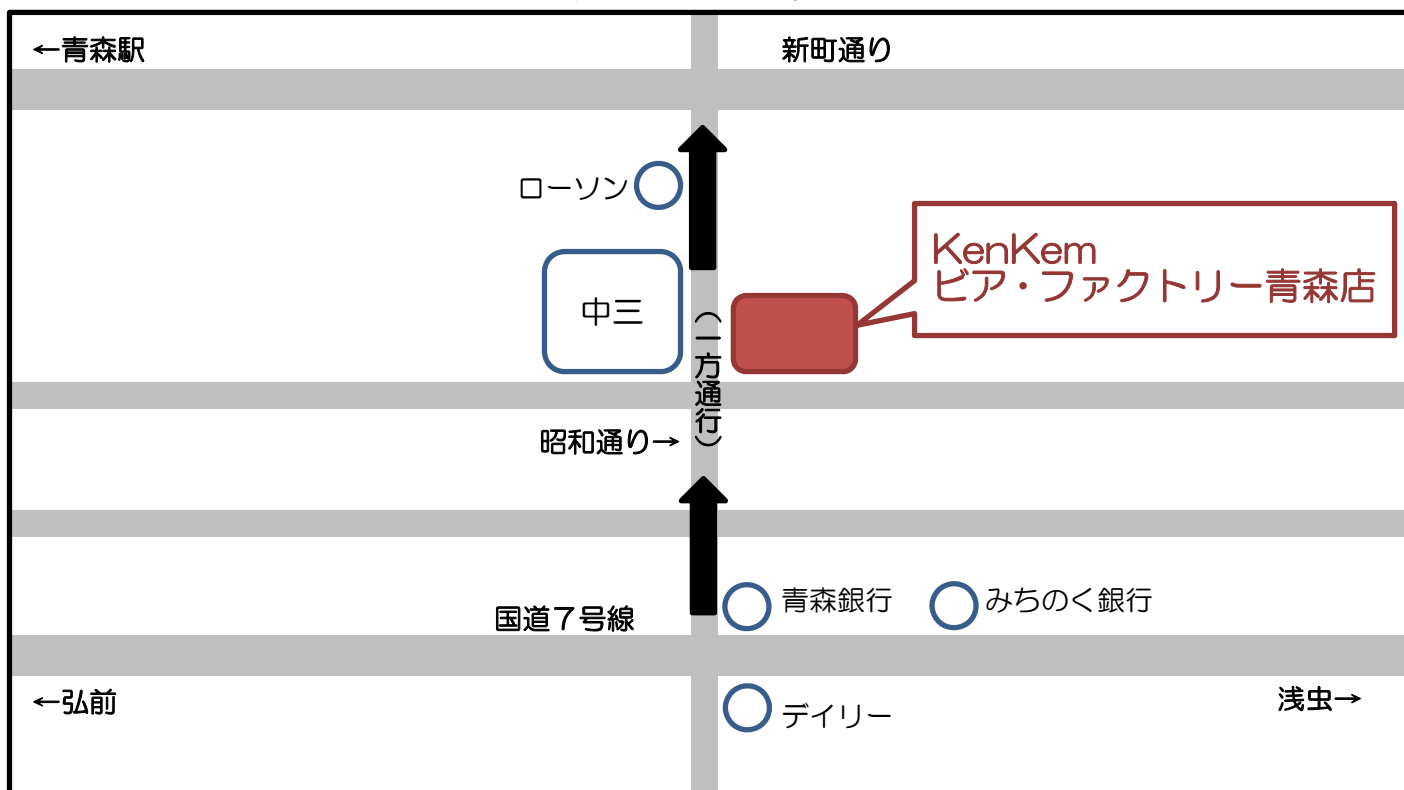 ←青森駅
新町通り
ローソン
KenKem
ビア・ファクトリー青森店
中三
（一方通行）
昭和通り→
青森銀行
みちのく銀行
国道７号線
←弘前
浅虫→
デイリー